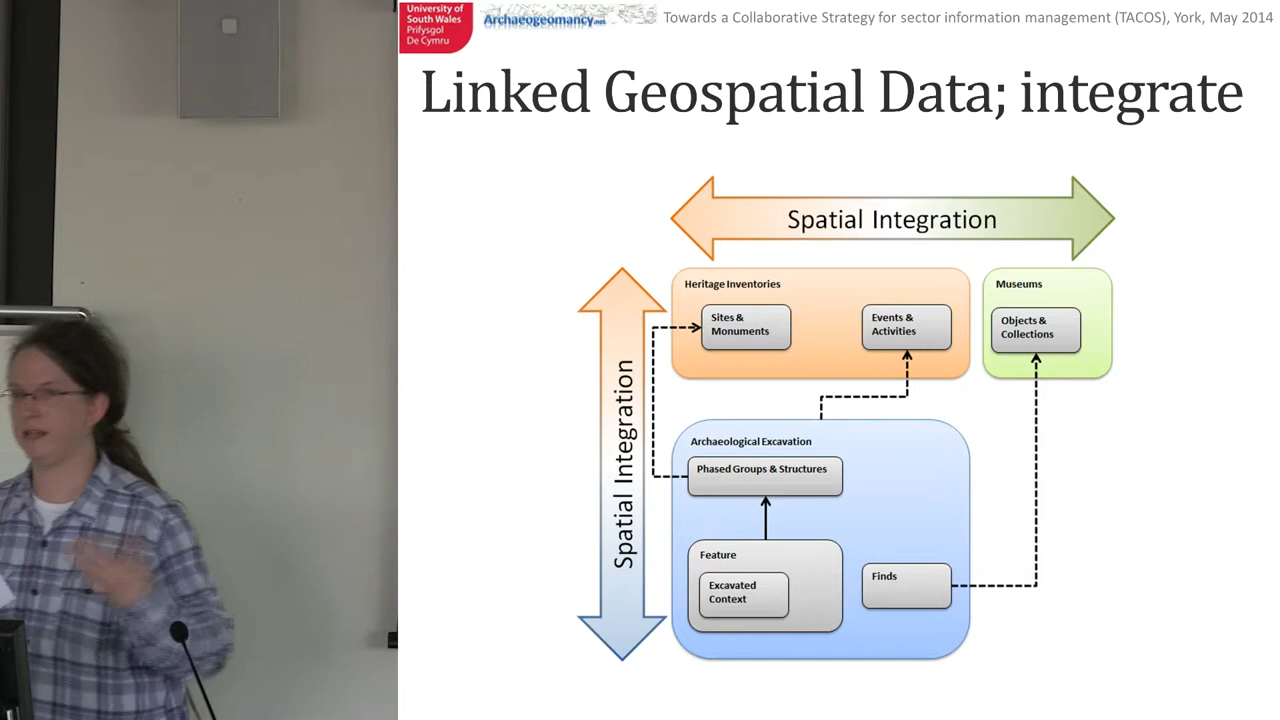 University of
South Wales
Prifysgol
De Cymru
Archaeogeomancy.net
Towards a Collaborative Strategy for sector information management (TACOS), York, May 2014
Linked Geospatial Data; integrate
Spatial Integration
Spatial Integration
Heritage Inventories
Sites &
Monuments
Events &
Activities
Museums
Objects &
Collections
Archaeological Excavation
Phased Groups & Structures
Feature
Excavated
Context
Finds